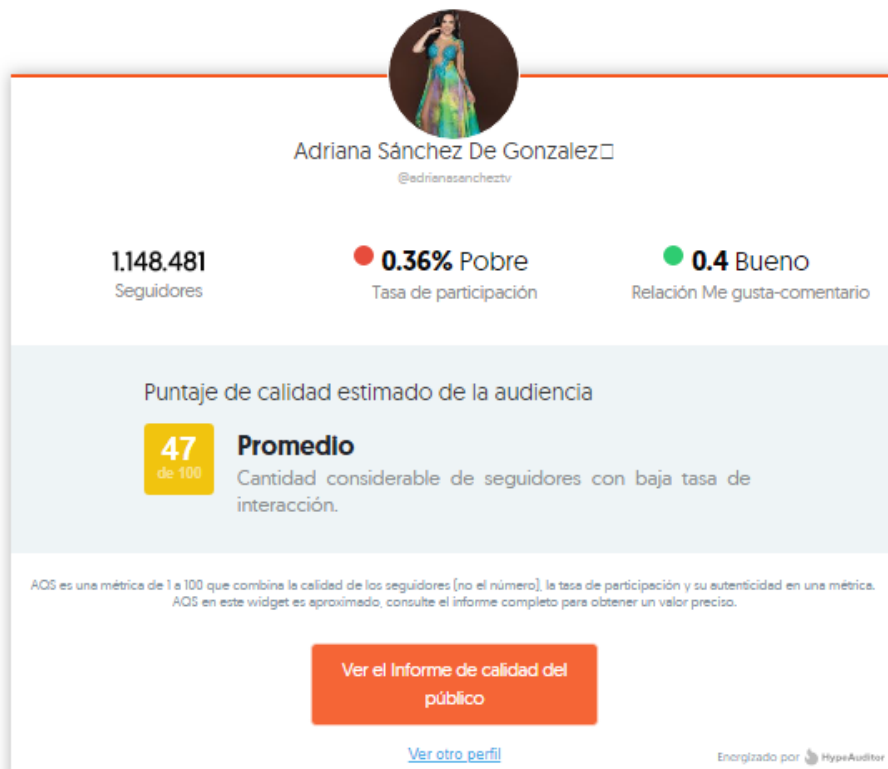 Adriana Sánchez De Gonzalez□
@adrianasancheztv
1.148.481
Seguidores
0.36% Pobre
Tasa de participación
0.4 Bueno
Relación Me gusta-comentario
Puntaje de calidad estimado de la audiencia
47
de 100
Promedio
Cantidad considerable de seguidores con baja tasa de
interacción.
AQS es una métrica de 1 a 100 que combina la calidad de los seguidores (no el número), la tasa de participación y su autenticidad en una métrica.
AQS en este widget es aproximado, consulte el informe completo para obtener un valor preciso.
Ver el Informe de calidad del
público
Ver otro perfil
Energizado por HypeAuditor